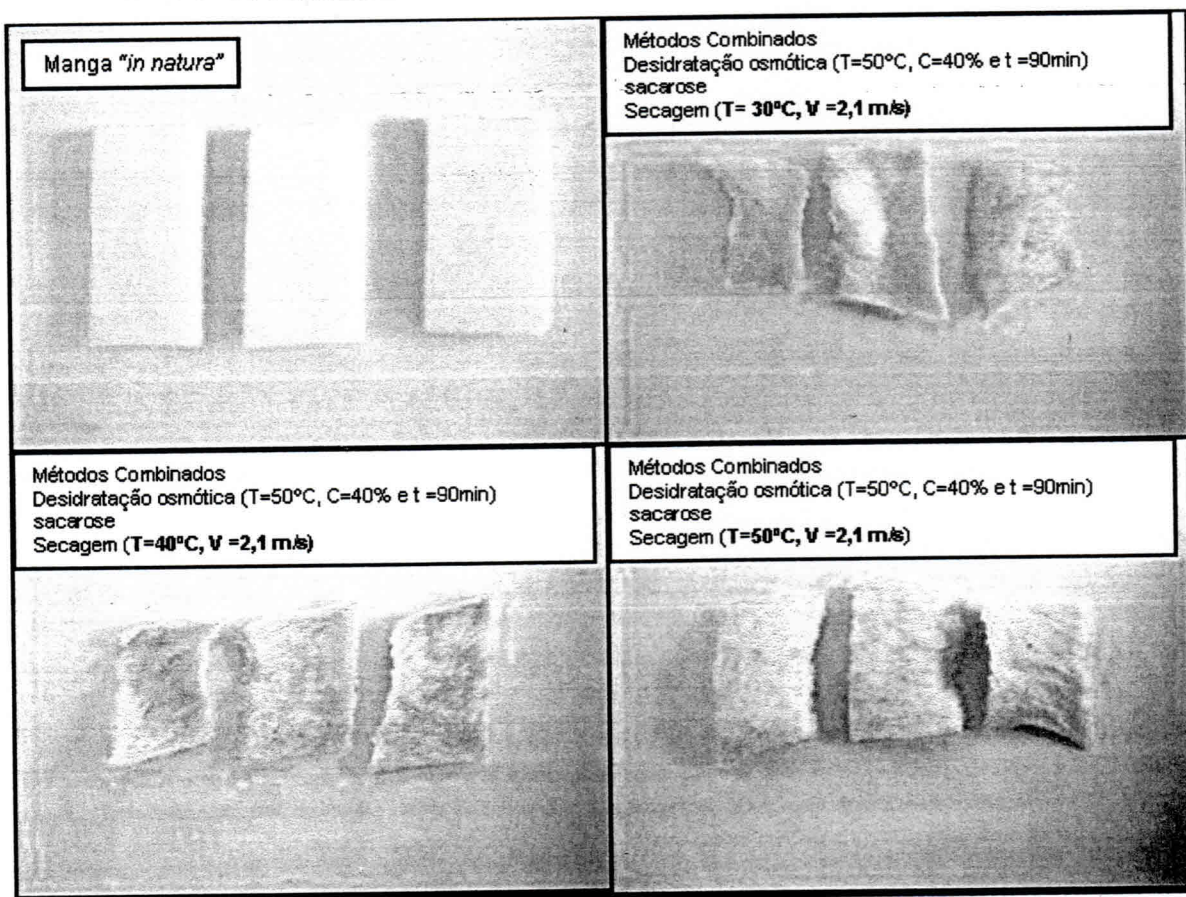 Manga "in natura"
Métodos Combinados
Desidratação osmótica (T=50°C, C=40% e t =90min)
sacarose
Secagem (T= 30°C, V =2,1 m/s)
Métodos Combinados
Desidratação osmótica (T=50°C, C=40% e t =90min)
sacarose
Secagem (T=40°C, V =2,1 m/s)
Métodos Combinados
Desidratação osmótica (T=50°C, C=40% e t =90min)
sacarose
Secagem (T=50°C, V =2,1 m/s)